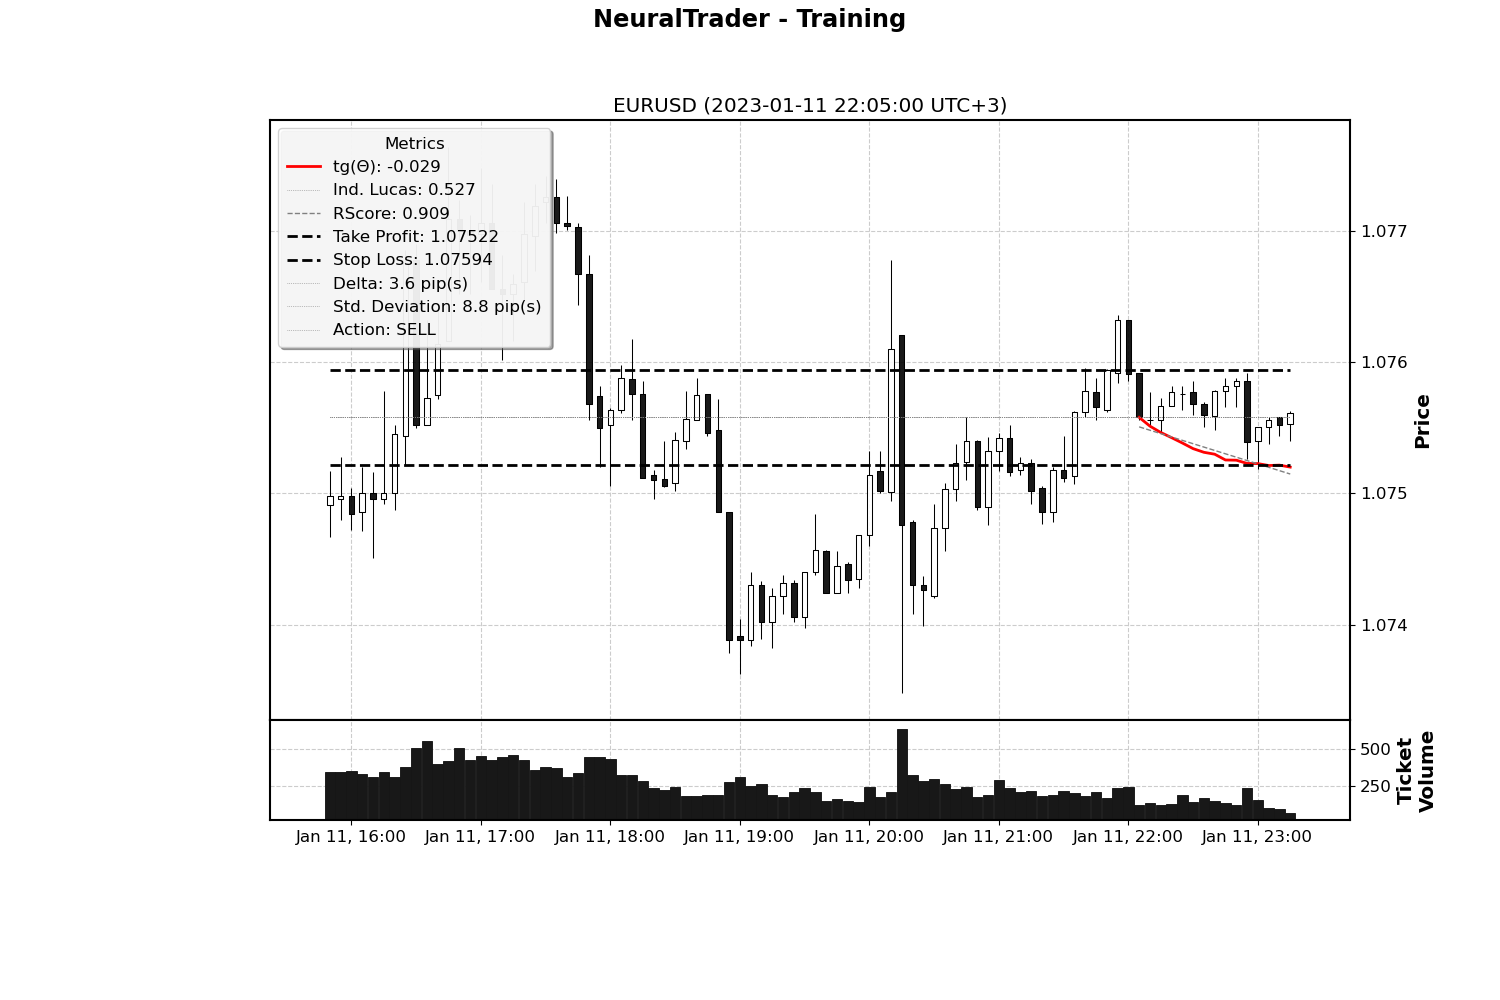 NeuralTrader - Training
EURUSD (2023-01-11 22:05:00 UTC+3)
Metrics
tg(Θ): -0.029
Ind. Lucas: 0.527
RScore: 0.909
Take Profit: 1.07522
Stop Loss: 1.07594
Delta: 3.6 pip(s)
Std. Deviation: 8.8 pip(s)
Action: SELL
1.077
1.076
1.075
1.074
Price
500
250
Ticket
Volume
Jan 11, 16:00
Jan 11, 17:00
Jan 11, 18:00
Jan 11, 19:00
Jan 11, 20:00
Jan 11, 21:00
Jan 11, 22:00
Jan 11, 23:00